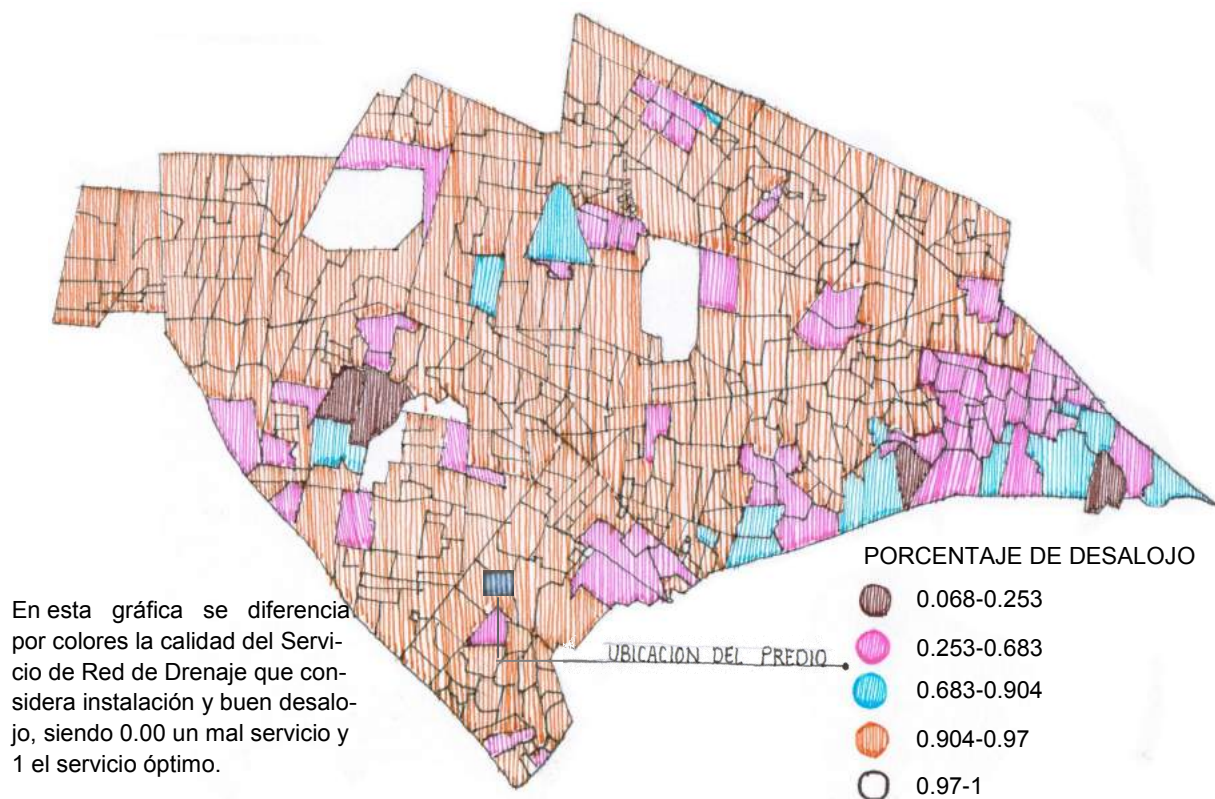 En esta gráfica se diferencia
por colores la calidad del Servi-
cio de Red de Drenaje que con-
sidera instalación y buen desalo-
jo, siendo 0.00 un mal servicio y
1 el servicio óptimo.
UBICACION DEL PREDIO
PORCENTAJE DE DESALOJO
0.068-0.253
0.253-0.683
0.683-0.904
0.904-0.97
0.97-1